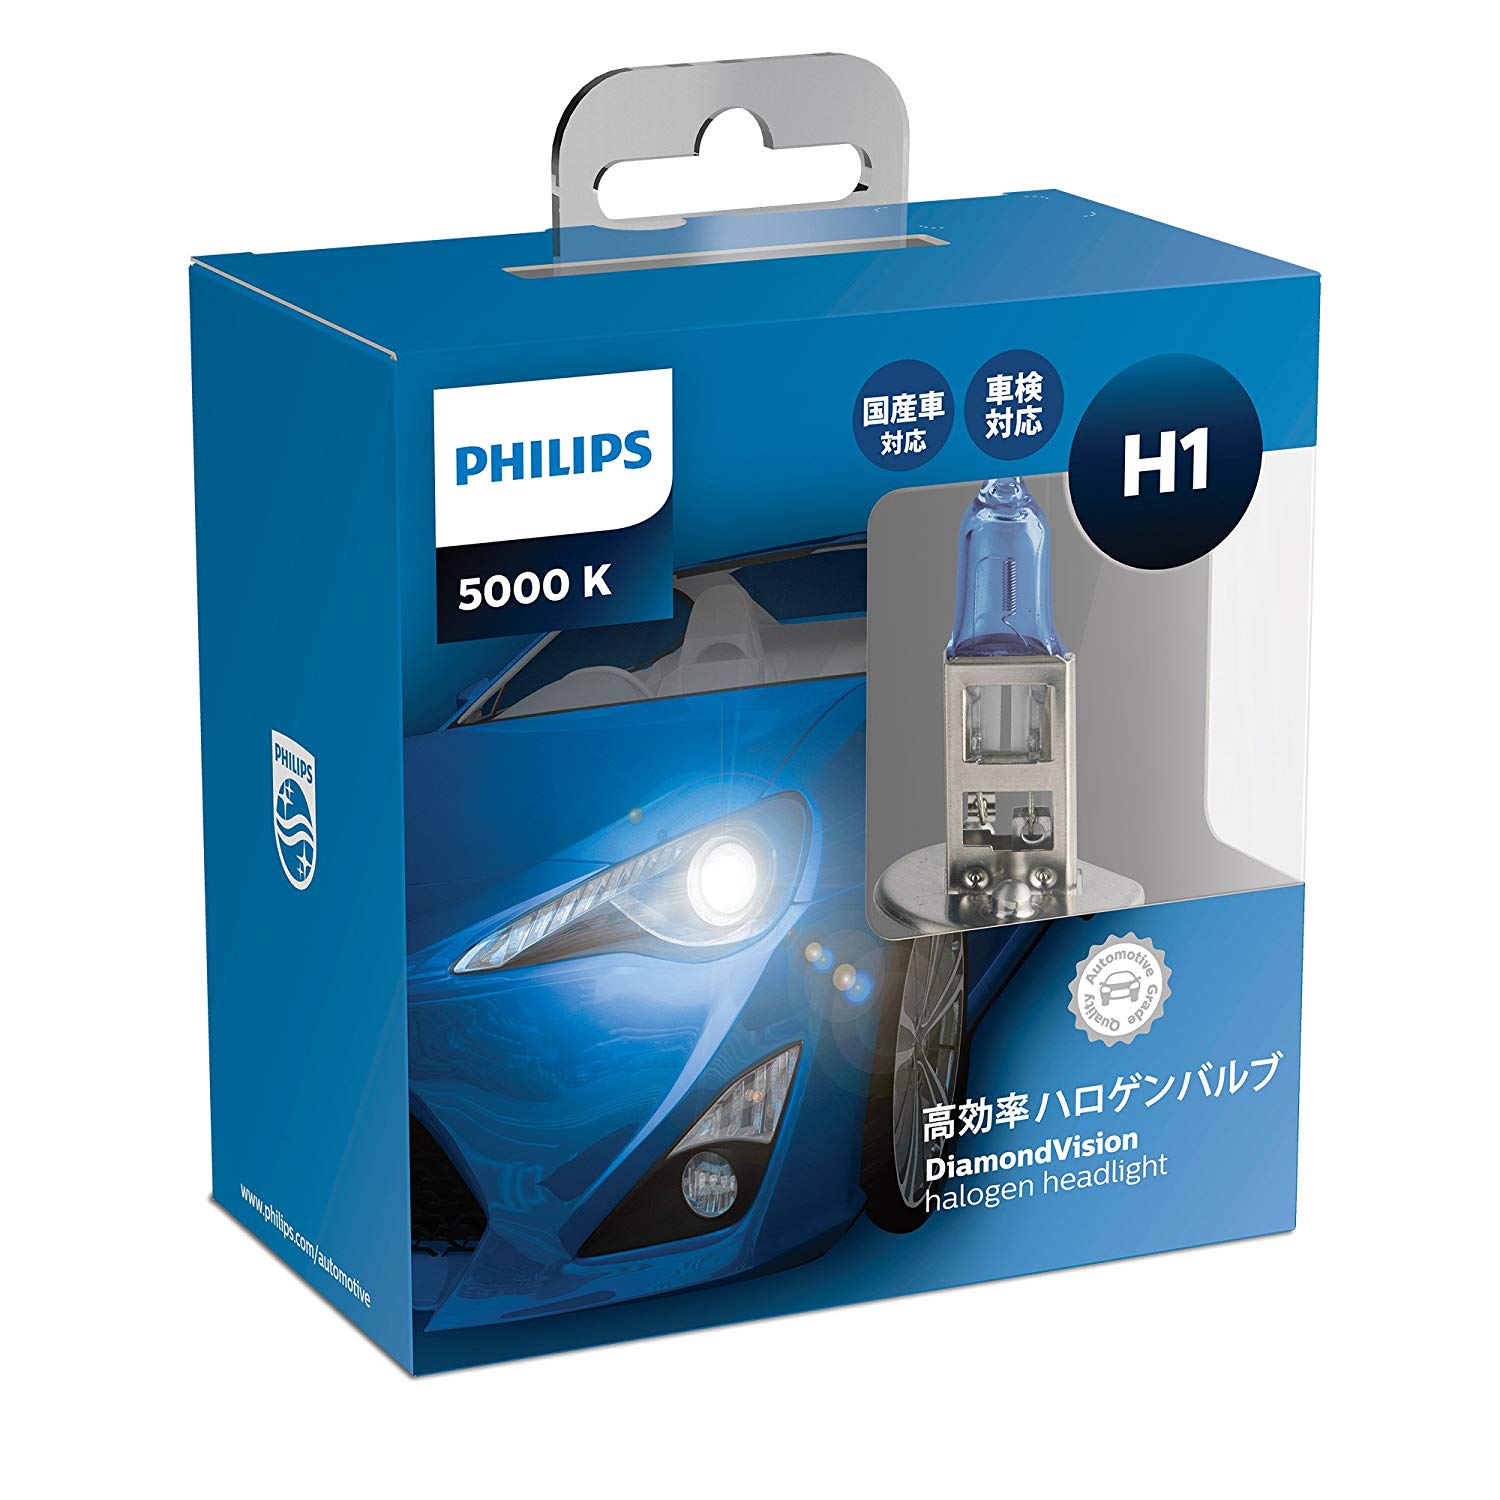 PHILIPS
5000 K
国産車
対応
車検
対応
H1
PHILIPS
www.philips.com/automotive
Automotive Grade Quality
高効率ハロゲンバルブ
DiamondVision
halogen headlight